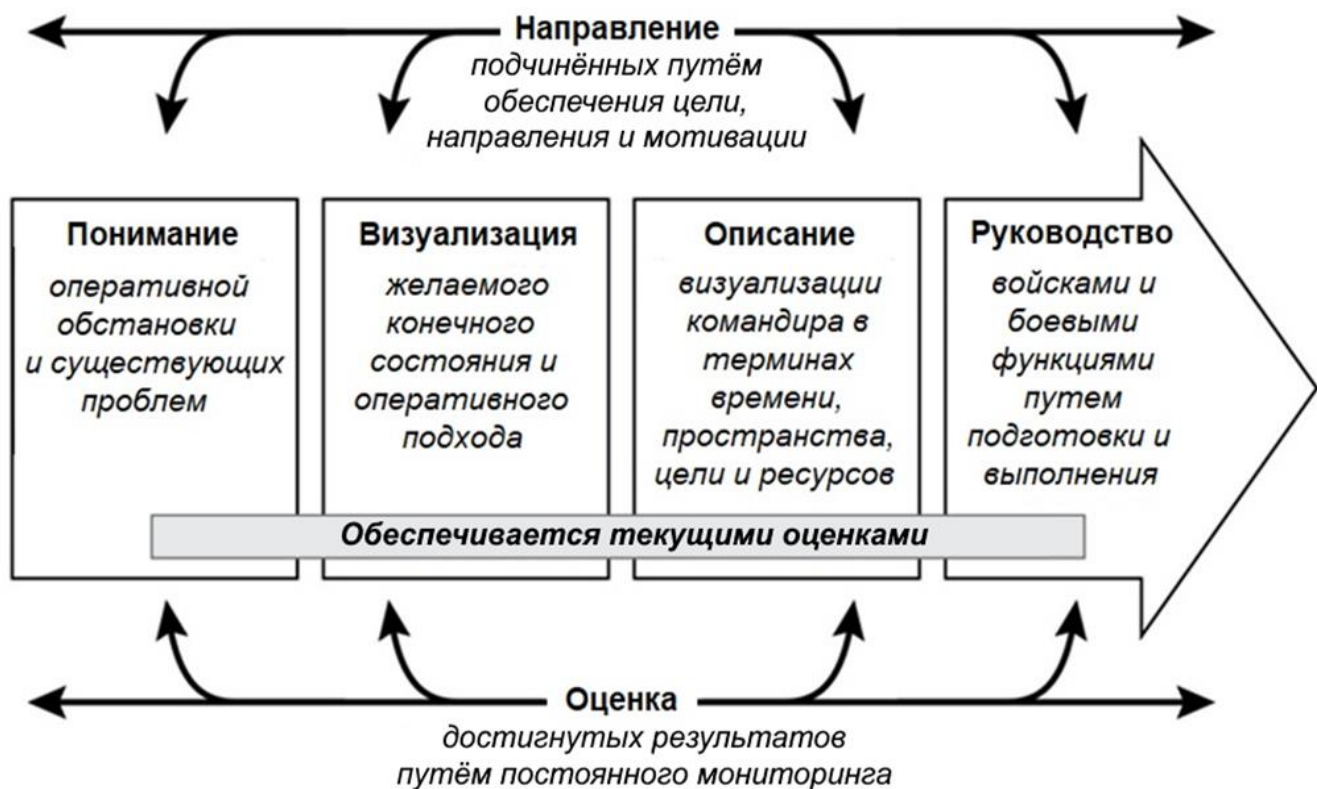 Направление
подчинённых путём
обеспечения цели,
направления и мотивации
Понимание
оперативной
обстановки
и существующих
проблем
Визуализация
желаемого
конечного
состояния и
оперативного
подхода
Описание
визуализации
командира в
терминах
времени,
пространства,
цели и ресурсов
Руководство
войсками и
боевыми
функциями
путем
подготовки и
выполнения
Обеспечивается текущими оценками
Оценка
достигнутых результатов
путём постоянного мониторинга